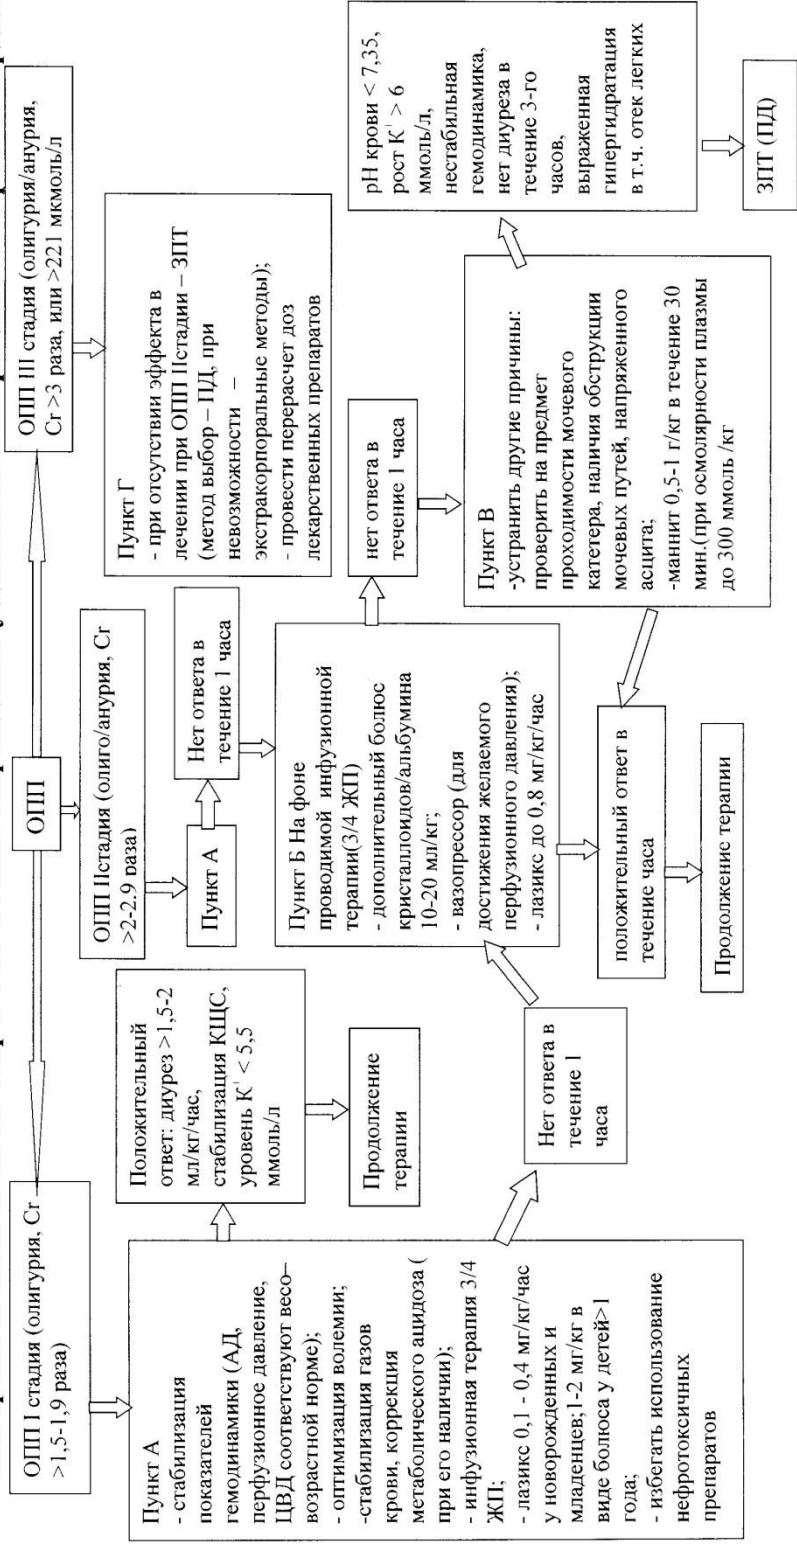 ОПП
ОПП I стадия (олигурия, Cr
>1,5-1,9 раза)
ОПП IIстадия (олиго/анурия, Cr
>2-2.9 раза)
ОПП III стадия (олигурия/анурия,
Cr >3 раза, или >221 мкмоль/л
Пункт А
- стабилизация
показателей
гемодинамики (АД,
перфузионное давление,
ЦВД соответствуют весо–
возрастной норме);
- оптимизация волемии;
-стабилизация газов
крови, коррекция
метаболического ацидоза (
при его наличии);
- инфузионная терапия 3/4
ЖП;
- лазикс 0,1 - 0,4 мг/кг/час
у новорожденных и
младенцев;1-2 мг/кг в
виде болюса у детей>1
года;
- избегать использование
нефротоксичных
препаратов
Положительный
ответ: диурез >1,5-2
мл/кг/час,
стабилизация КЩС,
уровень К⁺ < 5,5
ммоль/л
Продолжение
терапии
Нет ответа в
течение 1
часа
Пункт А
Нет ответа в
течение 1 часа
Пункт Б На фоне
проводимой инфузионной
терапии(3/4 ЖП)
- дополнительный болюс
кристаллоидов/альбумина
10-20 мл/кг;
- вазопрессор (для
достижения желаемого
перфузионного давления);
- лазикс до 0,8 мг/кг/час
положительный ответ в
течение часа
Продолжение терапии
Пункт Г
- при отсутствии эффекта в
лечении при ОПП IIстадии – ЗПТ
(метод выбор – ПД, при
невозможности –
экстракорпоральные методы);
- провести перерасчет доз
лекарственных препаратов
нет ответа в
течение 1 часа
Пункт В
-устранить другие причины:
проверить на предмет
проходимости мочевого
катетера, наличия обструкции
мочевых путей, напряженного
асцита;
-маннит 0,5-1 г/кг в течение 30
мин.(при осмолярности плазмы
до 300 ммоль /кг
pH крови < 7,35,
рост К⁺ > 6
ммоль/л,
нестабильная
гемодинамика,
нет диуреза в
течение 3-го
часов,
выраженная
гипергидратация
в т.ч. отек легких
ЗПТ (ПД)